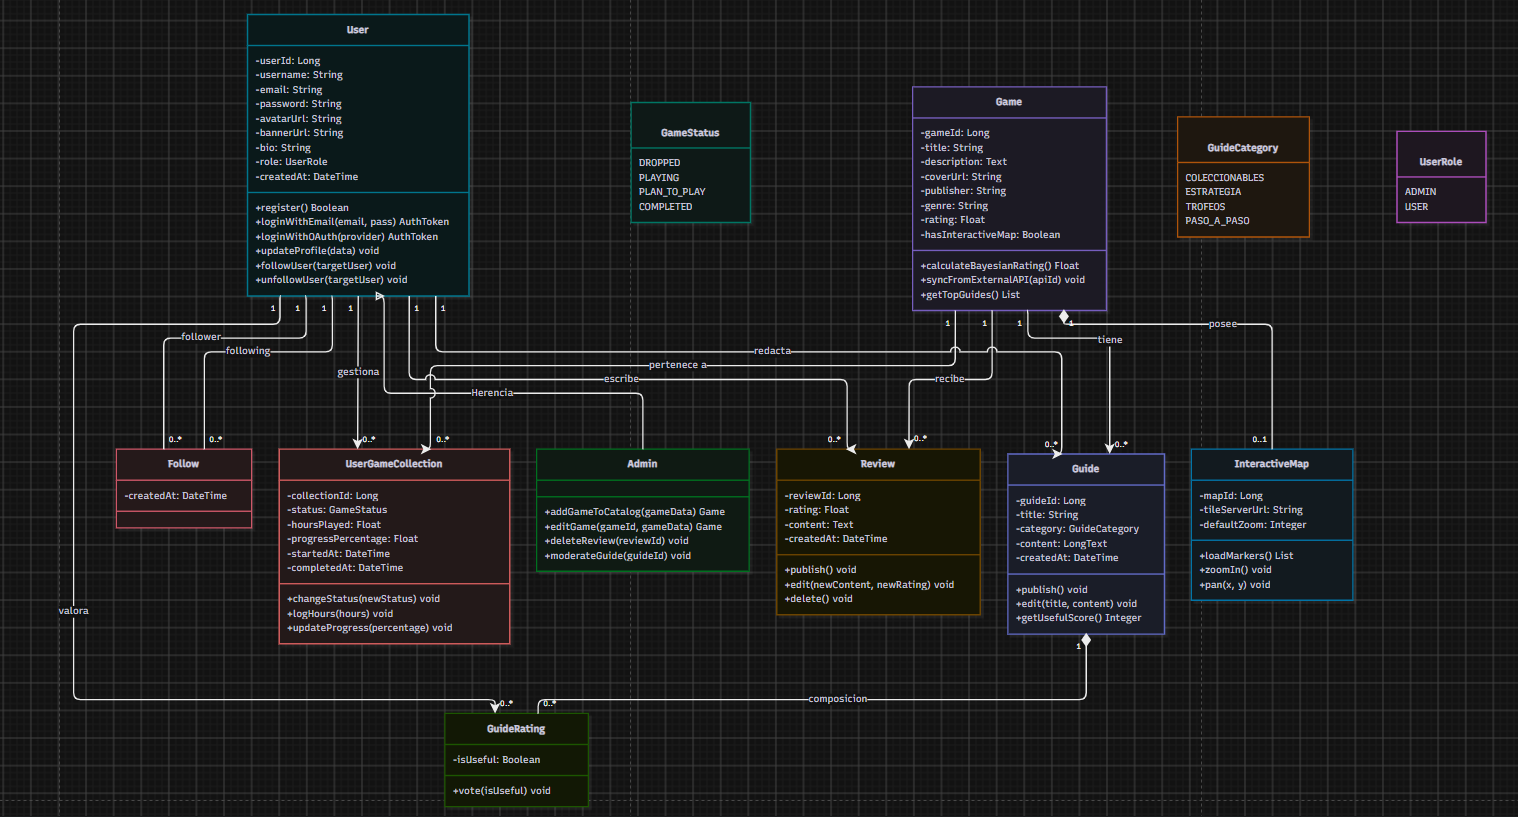 User
-userId: Long
-username: String
-email: String
-password: String
-avatarUrl: String
-bannerUrl: String
-bio: String
-role: UserRole
-createdAt: DateTime
+register() Boolean
+loginWithEmail(email, pass) AuthToken
+loginWithOAuth(provider) AuthToken
+updateProfile(data) void
+followUser(targetUser) void
+unfollowUser(targetUser) void
GameStatus
DROPPED
PLAYING
PLAN_TO_PLAY
COMPLETED
Game
-gameId: Long
-title: String
-description: Text
-coverUrl: String
-publisher: String
-genre: String
-rating: Float
-hasInteractiveMap: Boolean
+calculateBayesianRating() Float
+syncFromExternalAPI(apiId) void
+getTopGuides() List
GuideCategory
COLECCIONABLES
ESTRATEGIA
TROFEOS
PASO_A_PASO
UserRole
ADMIN
USER
1
1
1
1
1
1
1
1
1
1
follower
following
gestiona
redacta
pertenece a
escribe
Herencia
recibe
tiene
posee
0..*
0..*
0..*
0..*
0..*
0..*
0..*
0..*
0..1
Follow
-createdAt: DateTime
UserGameCollection
-collectionId: Long
-status: GameStatus
-hoursPlayed: Float
-progressPercentage: Float
-startedAt: DateTime
-completedAt: DateTime
+changeStatus(newStatus) void
+logHours(hours) void
+updateProgress(percentage) void
Admin
+addGameToCatalog(gameData) Game
+editGame(gameId, gameData) Game
+deleteReview(reviewId) void
+moderateGuide(guideId) void
Review
-reviewId: Long
-rating: Float
-content: Text
-createdAt: DateTime
+publish() void
+edit(newContent, newRating) void
+delete() void
Guide
-guideId: Long
-title: String
-category: GuideCategory
-content: LongText
-createdAt: DateTime
+publish() void
+edit(title, content) void
+getUsefulScore() Integer
InteractiveMap
-mapId: Long
-tileServerUrl: String
-defaultZoom: Integer
+loadMarkers() List
+zoomIn() void
+pan(x, y) void
valora
1
composicion
0..*
0..*
GuideRating
-isUseful: Boolean
+vote(isUseful) void